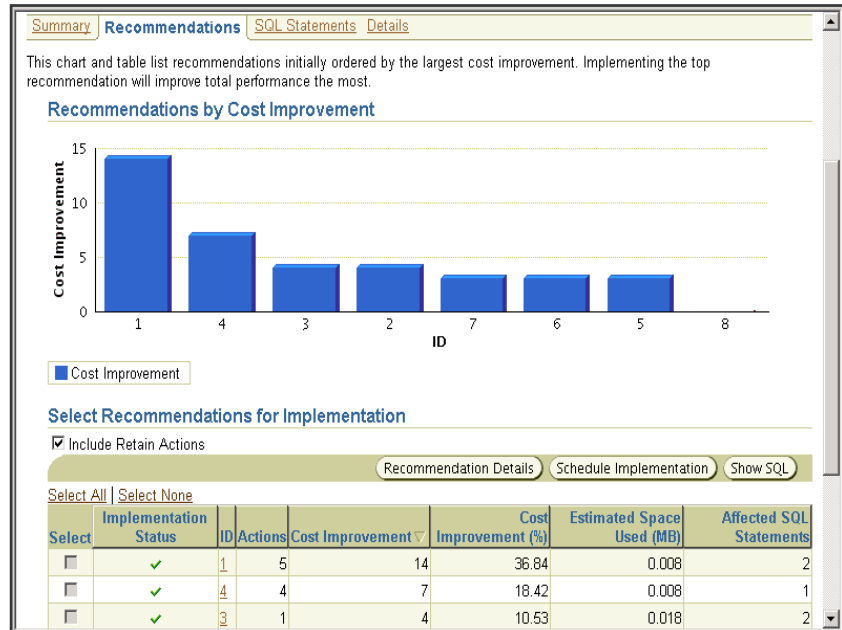 Summary Recommendations SQL Statements Details
This chart and table list recommendations initially ordered by the largest cost improvement. Implementing the top
recommendation will improve total performance the most.
Recommendations by Cost Improvement
15
10
5
0
Cost Improvement
1 4 3 2 7 6 5 8
ID
Cost Improvement
Select Recommendations for Implementation
Include Retain Actions
Recommendation Details Schedule Implementation Show SQL
Select All | Select None
Select Implementation Status ID Actions Cost Improvement Cost Improvement (%) Estimated Space Used (MB) Affected SQL Statements
1 5 14 36.84 0.008 2
4 4 7 18.42 0.008 1
3 1 4 10.53 0.018 2